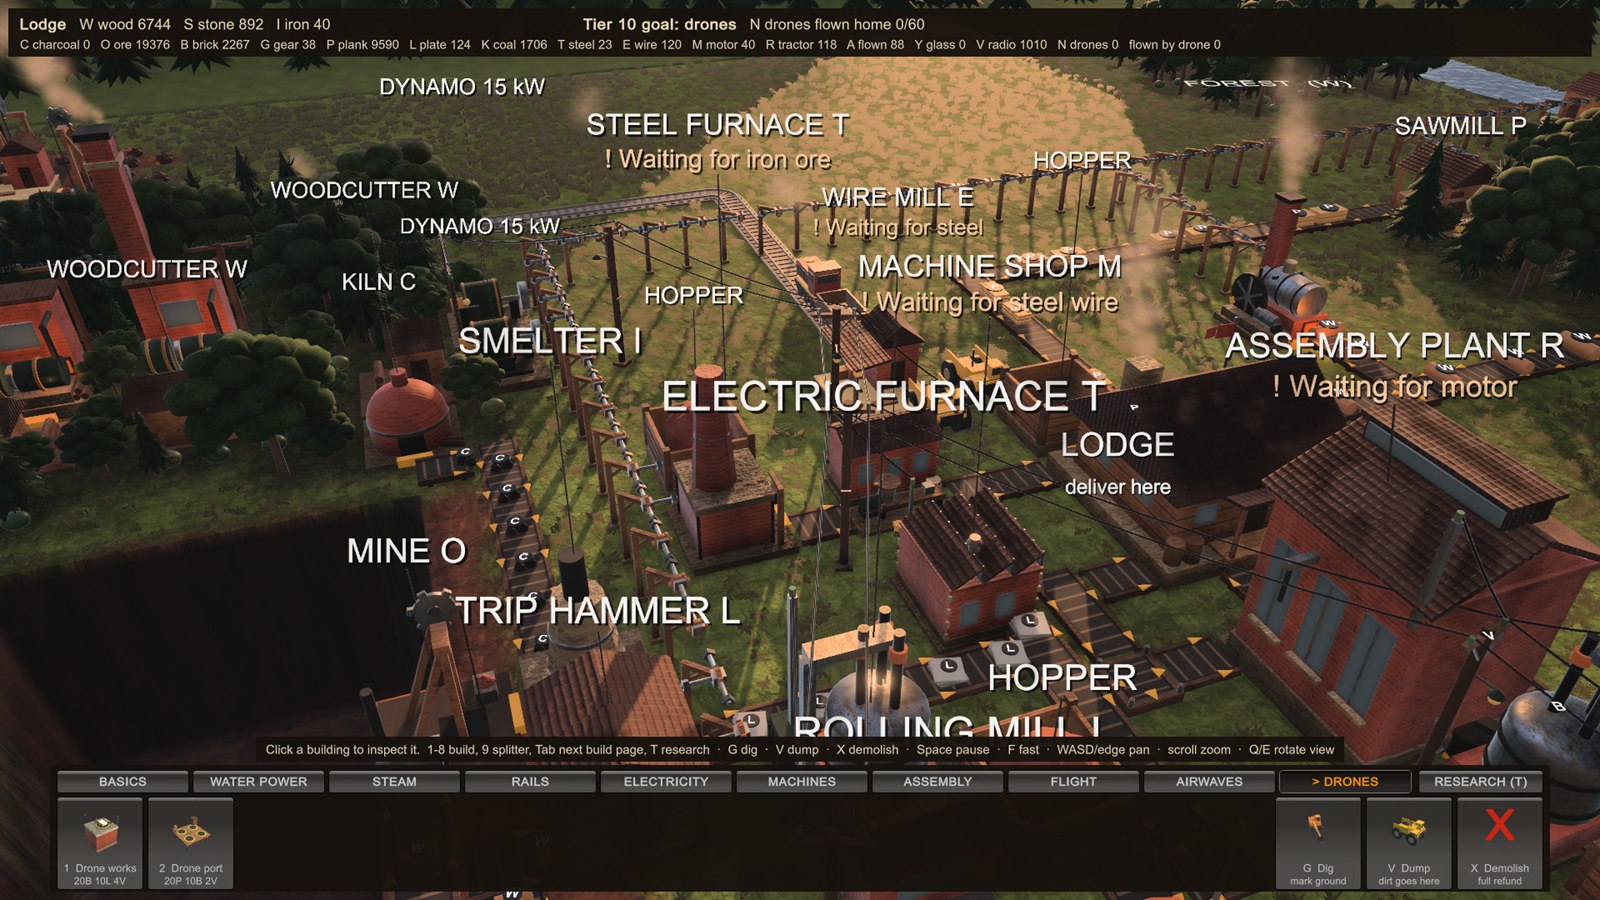 Lodge W wood 6744 S stone 892 I iron 40
Tier 10 goal: drones N drones flown home 0/60
C charcoal 0 O ore 19376 B brick 2267 G gear 38 P plank 9590 L plate 124 K coal 1706 T steel 23 E wire 120 M motor 40 R tractor 118 A flown 88 Y glass 0 V radio 1010 N drones 0 flown by drone 0
DYNAMO 15 kW
FOREST (W)
STEEL FURNACE T
! Waiting for iron ore
SAWMILL P
HOPPER
WOODCUTTER W
WIRE MILL E
! Waiting for steel
DYNAMO 15 kW
WOODCUTTER W
MACHINE SHOP M
! Waiting for steel wire
KILN C
HOPPER
SMELTER I
ASSEMBLY PLANT R
! Waiting for motor
ELECTRIC FURNACE T
LODGE
deliver here
MINE O
TRIP HAMMER L
HOPPER
ROLLING MILL L
Click a building to inspect it. 1-8 build, 9 splitter, Tab next build page, T research · G dig · V dump · X demolish · Space pause · F fast · WASD/edge pan · scroll zoom · Q/E rotate view
BASICS
WATER POWER
STEAM
RAILS
ELECTRICITY
MACHINES
ASSEMBLY
FLIGHT
AIRWAVES
> DRONES
RESEARCH (T)
1 Drone works
20B 10L 4V
2 Drone port
20P 10B 2V
G Dig
mark ground
V Dump
dirt goes here
X Demolish
full refund